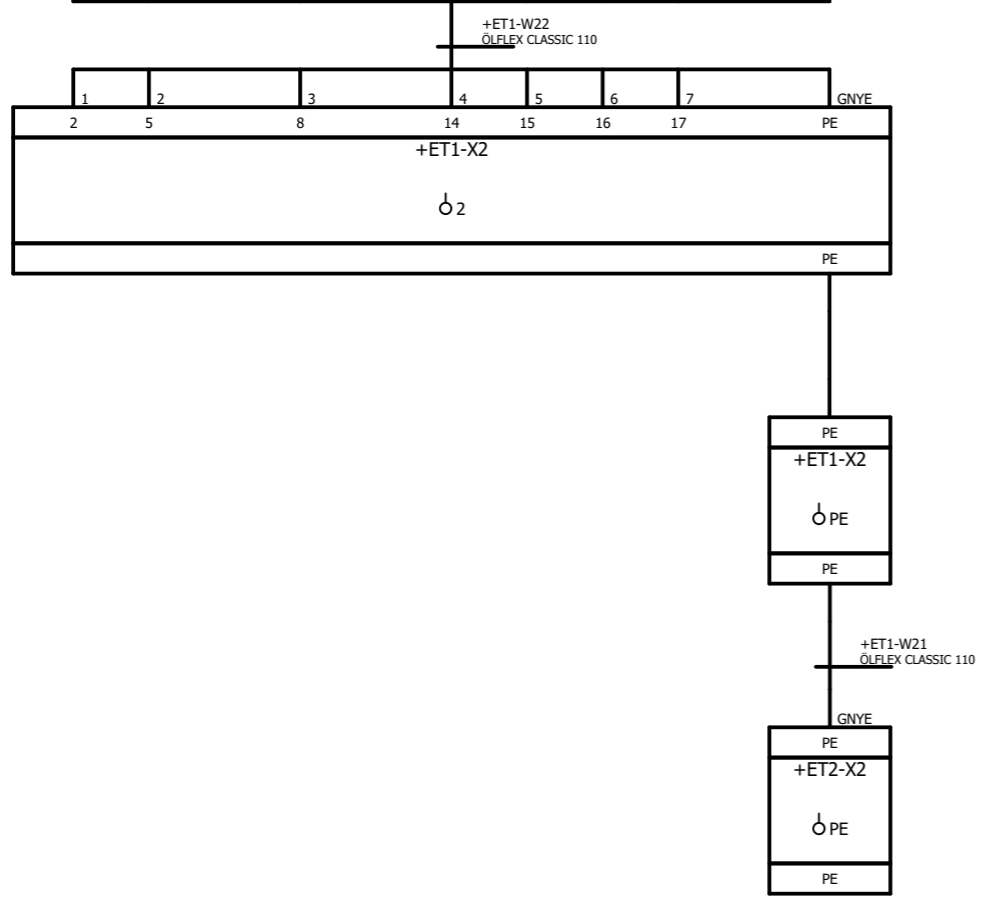 +ET1-W22
ÖLFLEX CLASSIC 110
1 2 3 4 5 6 7 GNYE
2 5 8 14 15 16 17 PE
+ET1-X2
2
PE
PE
+ET1-X2
PE
PE
+ET1-W21
ÖLFLEX CLASSIC 110
GNYE
PE
+ET2-X2
PE
PE